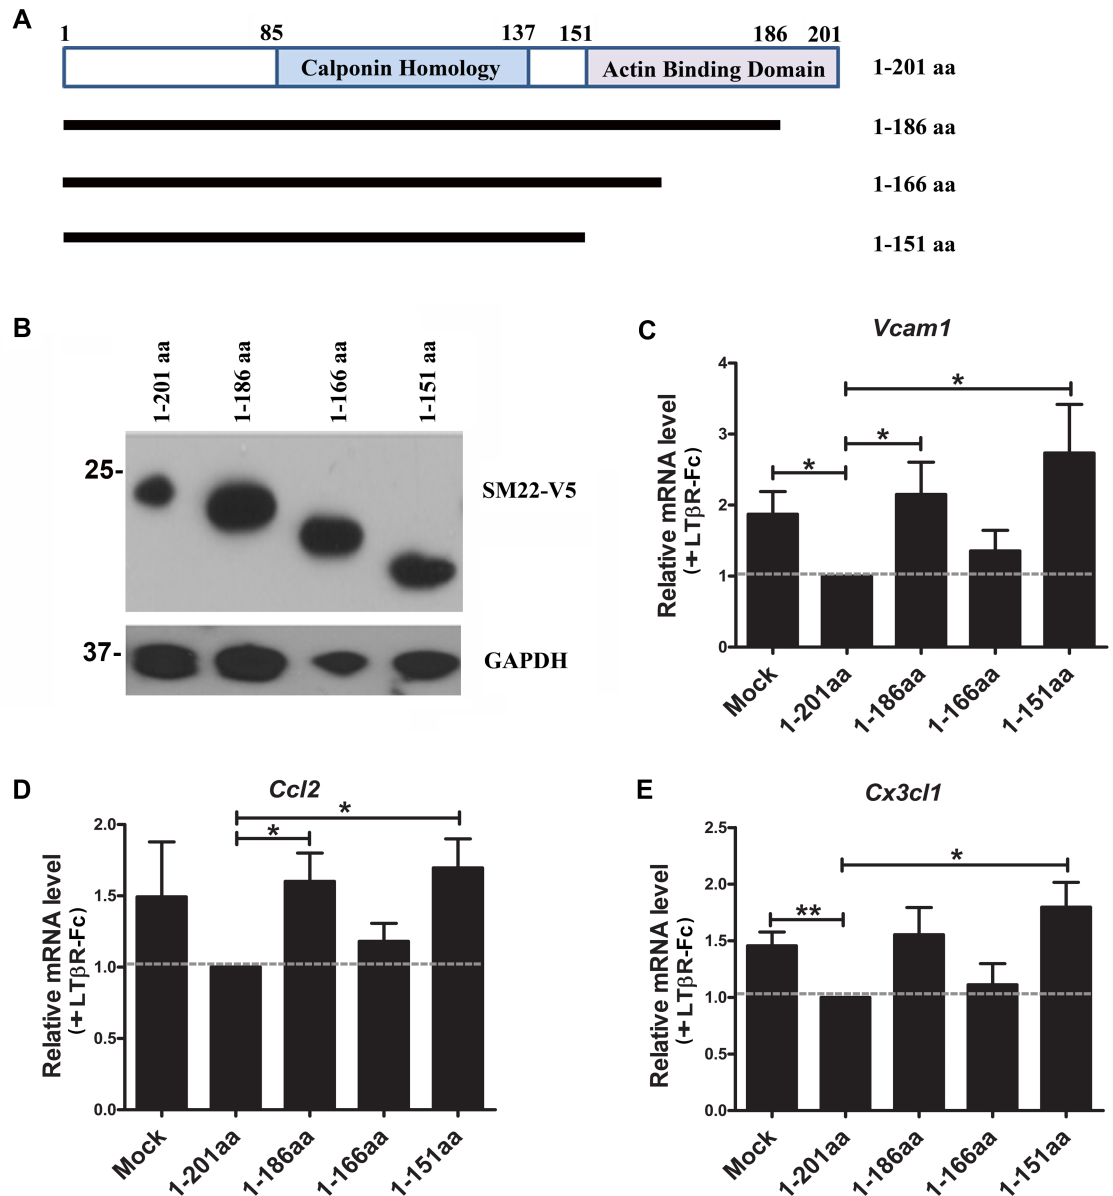 A
1 85 137 151 186 201
Calponin Homology Actin Binding Domain 1-201 aa
1-186 aa
1-166 aa
1-151 aa
B
1-201 aa
1-186 aa
1-166 aa
1-151 aa
25-
SM22-V5
37-
GAPDH
C
Vcam1
Relative mRNA level
(+LTβR-Fc)
4
3
2
1
0
*
*
*
Mock
1-201aa
1-186aa
1-166aa
1-151aa
D
Ccl2
Relative mRNA level
(+LTβR-Fc)
2.0
1.5
1.0
0.5
0.0
*
*
Mock
1-201aa
1-186aa
1-166aa
1-151aa
E
Cx3cl1
Relative mRNA level
(+LTβR-Fc)
2.5
2.0
1.5
1.0
0.5
0.0
*
**
Mock
1-201aa
1-186aa
1-166aa
1-151aa